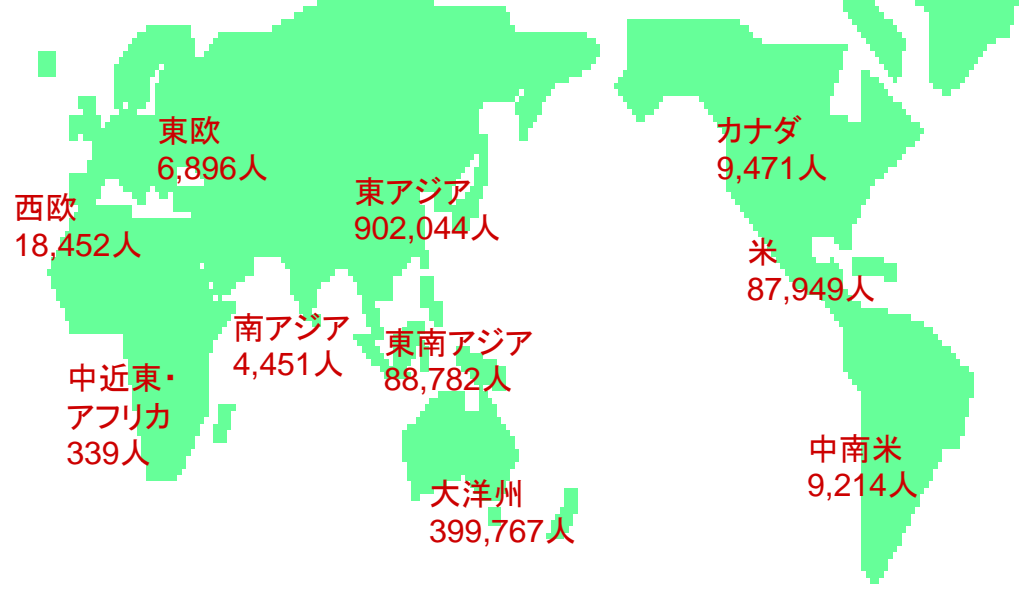 東欧
6,896人
カナダ
9,471人
西欧
18,452人
東アジア
902,044人
米
87,949人
南アジア
4,451人
東南アジア
88,782人
中近東・
アフリカ
339人
中南米
9,214人
大洋州
399,767人